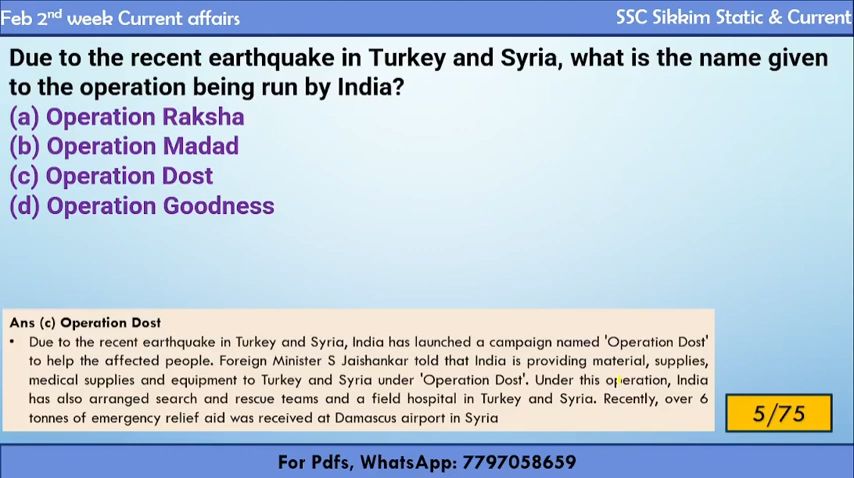 Feb 2nd week Current affairs
SSC Sikkim Static & Current
Due to the recent earthquake in Turkey and Syria, what is the name given
to the operation being run by India?
(a) Operation Raksha
(b) Operation Madad
(c) Operation Dost
(d) Operation Goodness
Ans (c) Operation Dost
• Due to the recent earthquake in Turkey and Syria, India has launched a campaign named 'Operation Dost'
to help the affected people. Foreign Minister S Jaishankar told that India is providing material, supplies,
medical supplies and equipment to Turkey and Syria under 'Operation Dost'. Under this operation, India
has also arranged search and rescue teams and a field hospital in Turkey and Syria. Recently, over 6
tonnes of emergency relief aid was received at Damascus airport in Syria
5/75
For Pdfs, WhatsApp: 7797058659